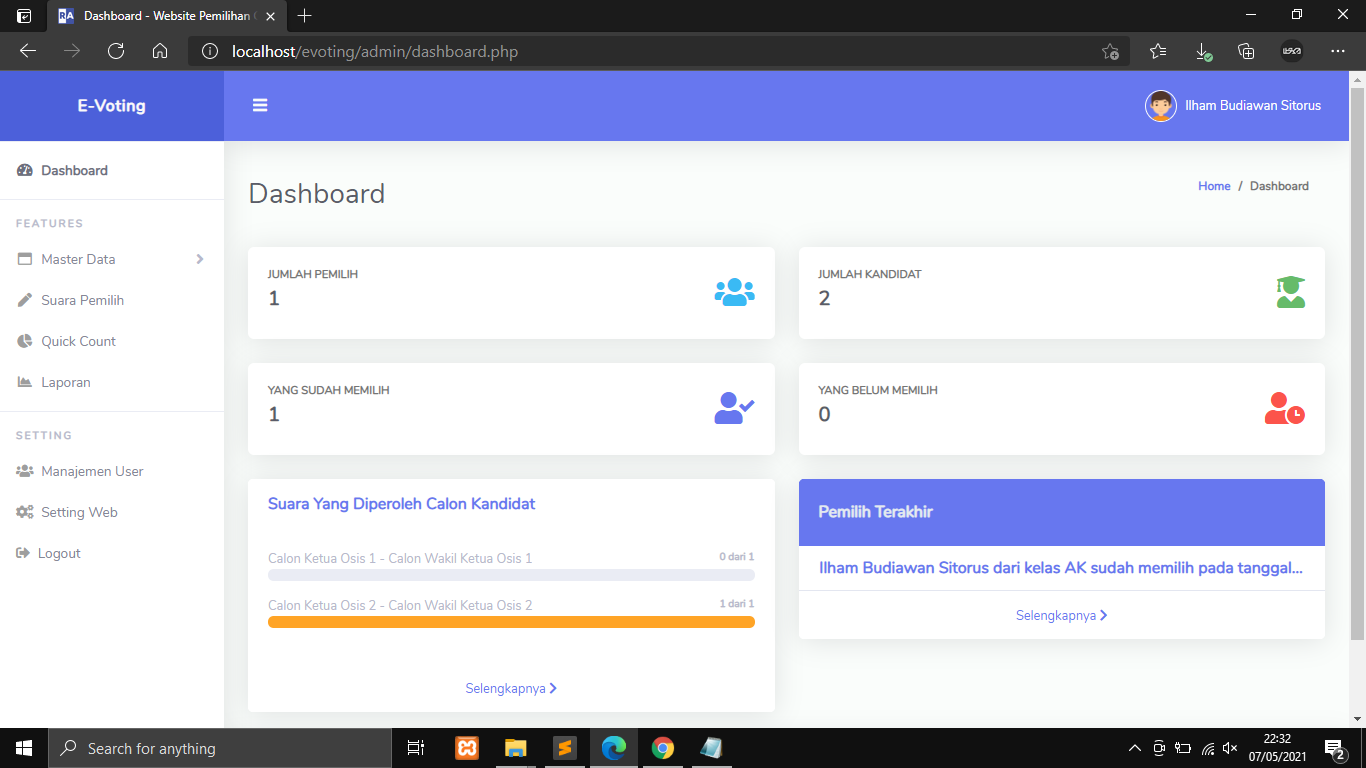 Dashboard - Website Pemilihan
localhost/evoting/admin/dashboard.php
E-Voting
Ilham Budiawan Sitorus
Dashboard
FEATURES
Master Data
Suara Pemilih
Quick Count
Laporan
SETTING
Manajemen User
Setting Web
Logout
Dashboard
Home / Dashboard
JUMLAH PEMILIH
1
JUMLAH KANDIDAT
2
YANG SUDAH MEMILIH
1
YANG BELUM MEMILIH
0
Suara Yang Diperoleh Calon Kandidat
Calon Ketua Osis 1 - Calon Wakil Ketua Osis 1 0 dari 1
Calon Ketua Osis 2 - Calon Wakil Ketua Osis 2 1 dari 1
Selengkapnya
Pemilih Terakhir
Ilham Budiawan Sitorus dari kelas AK sudah memilih pada tanggal...
Selengkapnya
Search for anything
22:32
07/05/2021
2